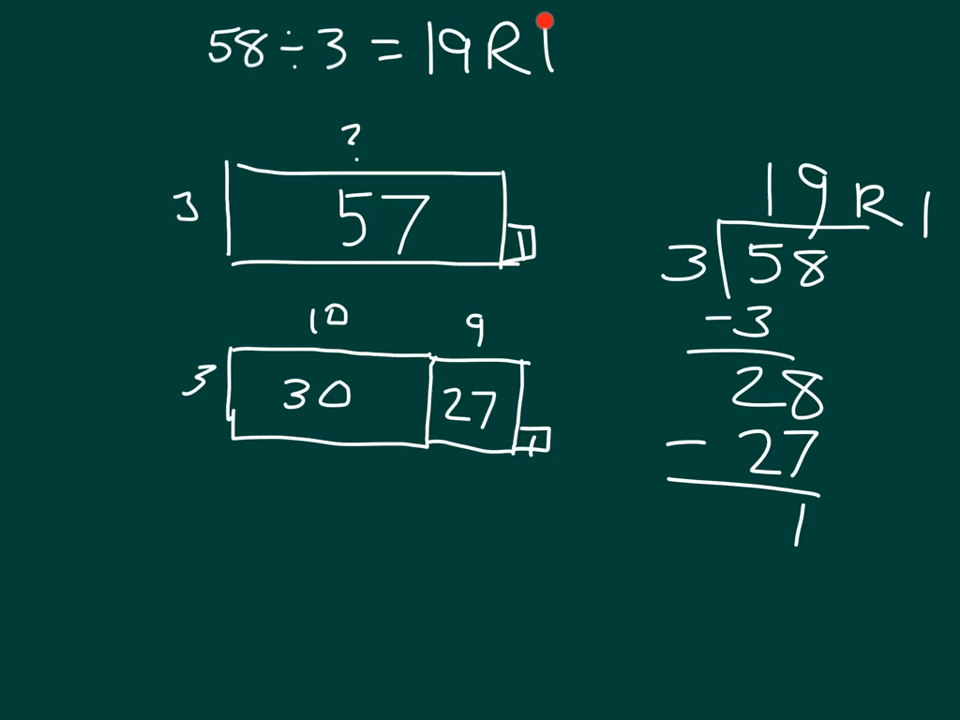 58 ÷ 3 = 19 R 1
?
3 57 1
10 9
3 30 27 1
19 R 1
3 58
-3
28
- 27
1